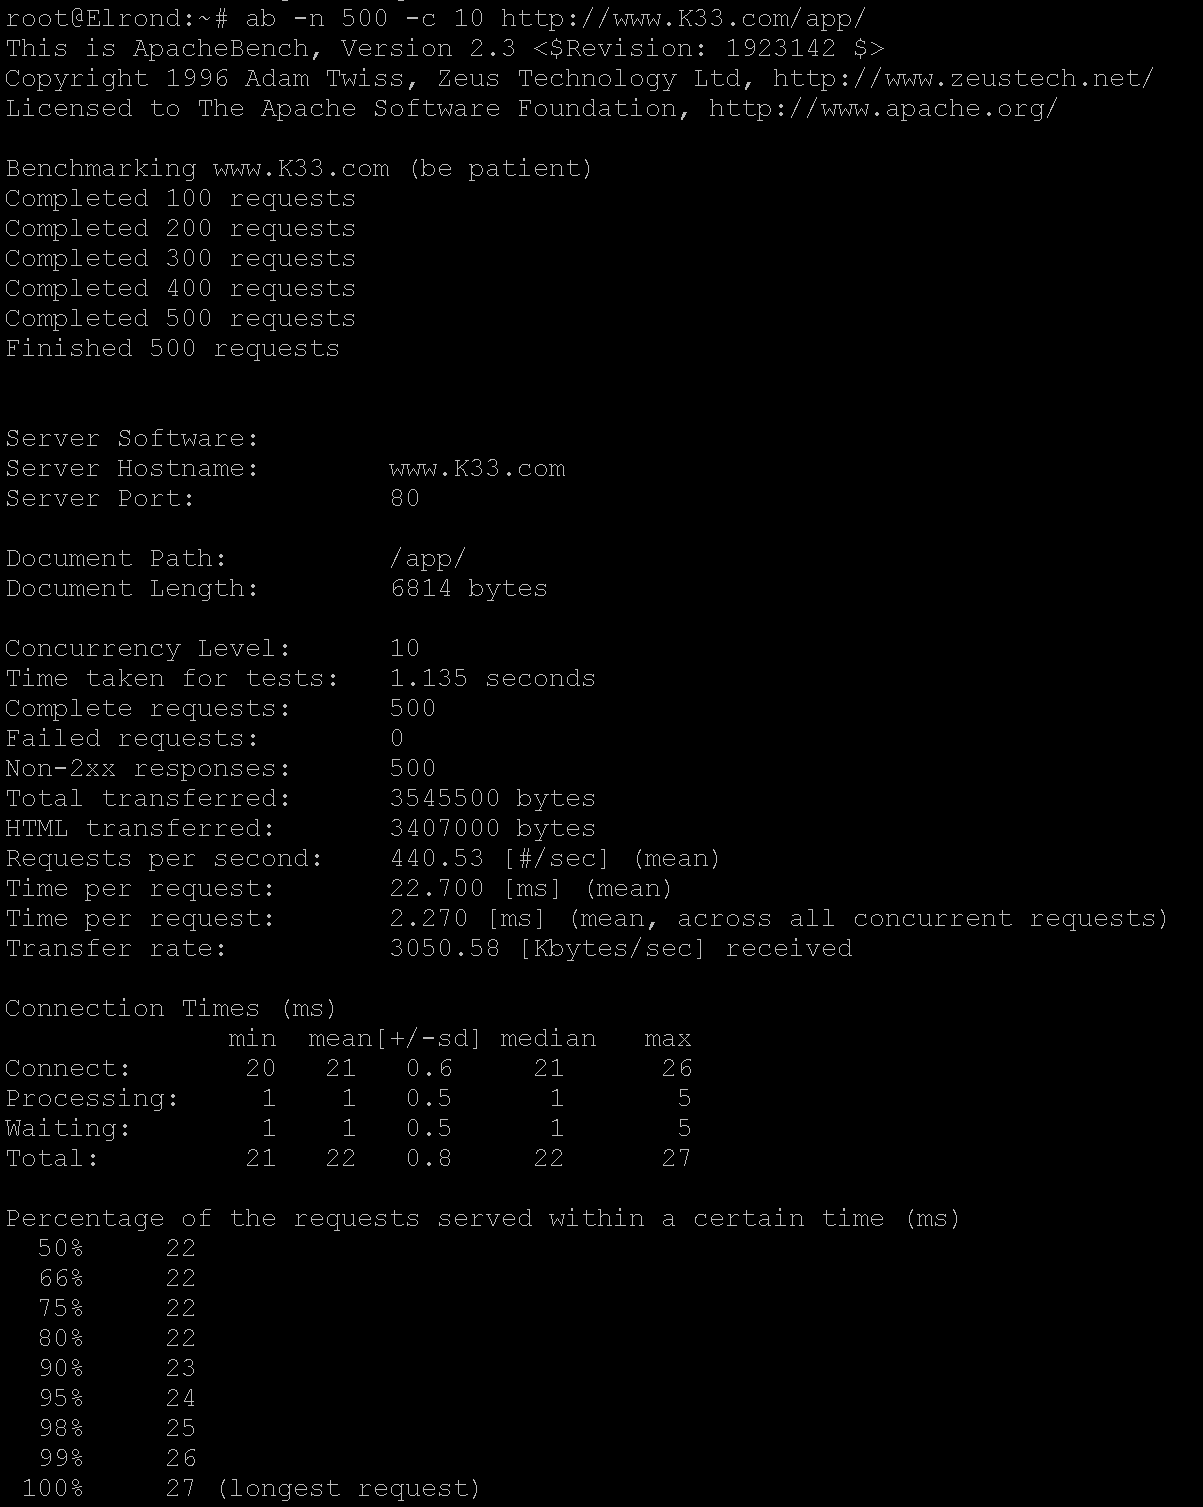 root@Elrond:~# ab -n 500 -c 10 http://www.K33.com/app/
This is ApacheBench, Version 2.3 <$Revision: 1923142 $>
Copyright 1996 Adam Twiss, Zeus Technology Ltd, http://www.zeustech.net/
Licensed to The Apache Software Foundation, http://www.apache.org/

Benchmarking www.K33.com (be patient)
Completed 100 requests
Completed 200 requests
Completed 300 requests
Completed 400 requests
Completed 500 requests
Finished 500 requests


Server Software:
Server Hostname:        www.K33.com
Server Port:            80

Document Path:          /app/
Document Length:        6814 bytes

Concurrency Level:      10
Time taken for tests:   1.135 seconds
Complete requests:      500
Failed requests:        0
Non-2xx responses:      500
Total transferred:      3545500 bytes
HTML transferred:       3407000 bytes
Requests per second:    440.53 [#/sec] (mean)
Time per request:       22.700 [ms] (mean)
Time per request:       2.270 [ms] (mean, across all concurrent requests)
Transfer rate:          3050.58 [Kbytes/sec] received

Connection Times (ms)
              min  mean[+/-sd] median   max
Connect:       20   21   0.6     21      26
Processing:     1    1   0.5      1       5
Waiting:        1    1   0.5      1       5
Total:         21   22   0.8     22      27

Percentage of the requests served within a certain time (ms)
  50%     22
  66%     22
  75%     22
  80%     22
  90%     23
  95%     24
  98%     25
  99%     26
 100%     27 (longest request)